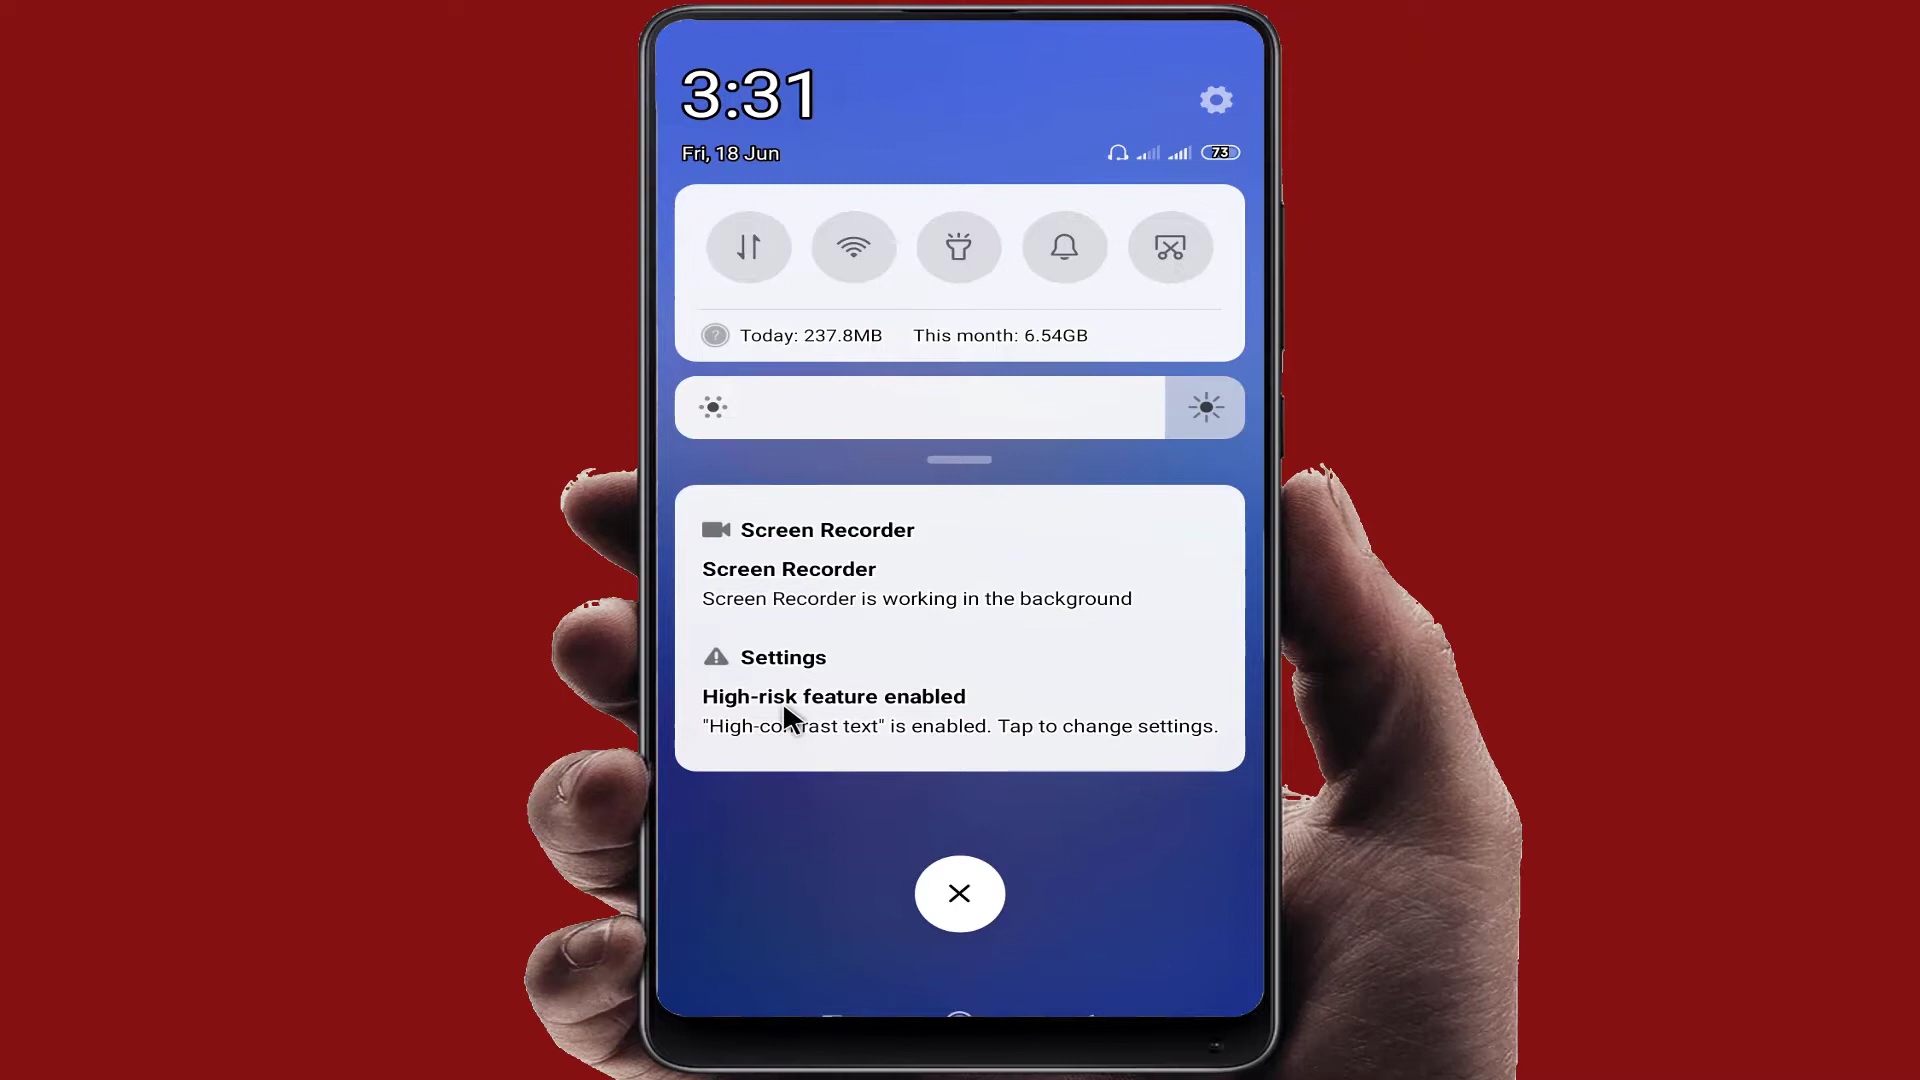 3:31
Fri, 18 Jun
73
Today: 237.8MB This month: 6.54GB
Screen Recorder
Screen Recorder
Screen Recorder is working in the background
Settings
High-risk feature enabled
"High-contrast text" is enabled. Tap to change settings.